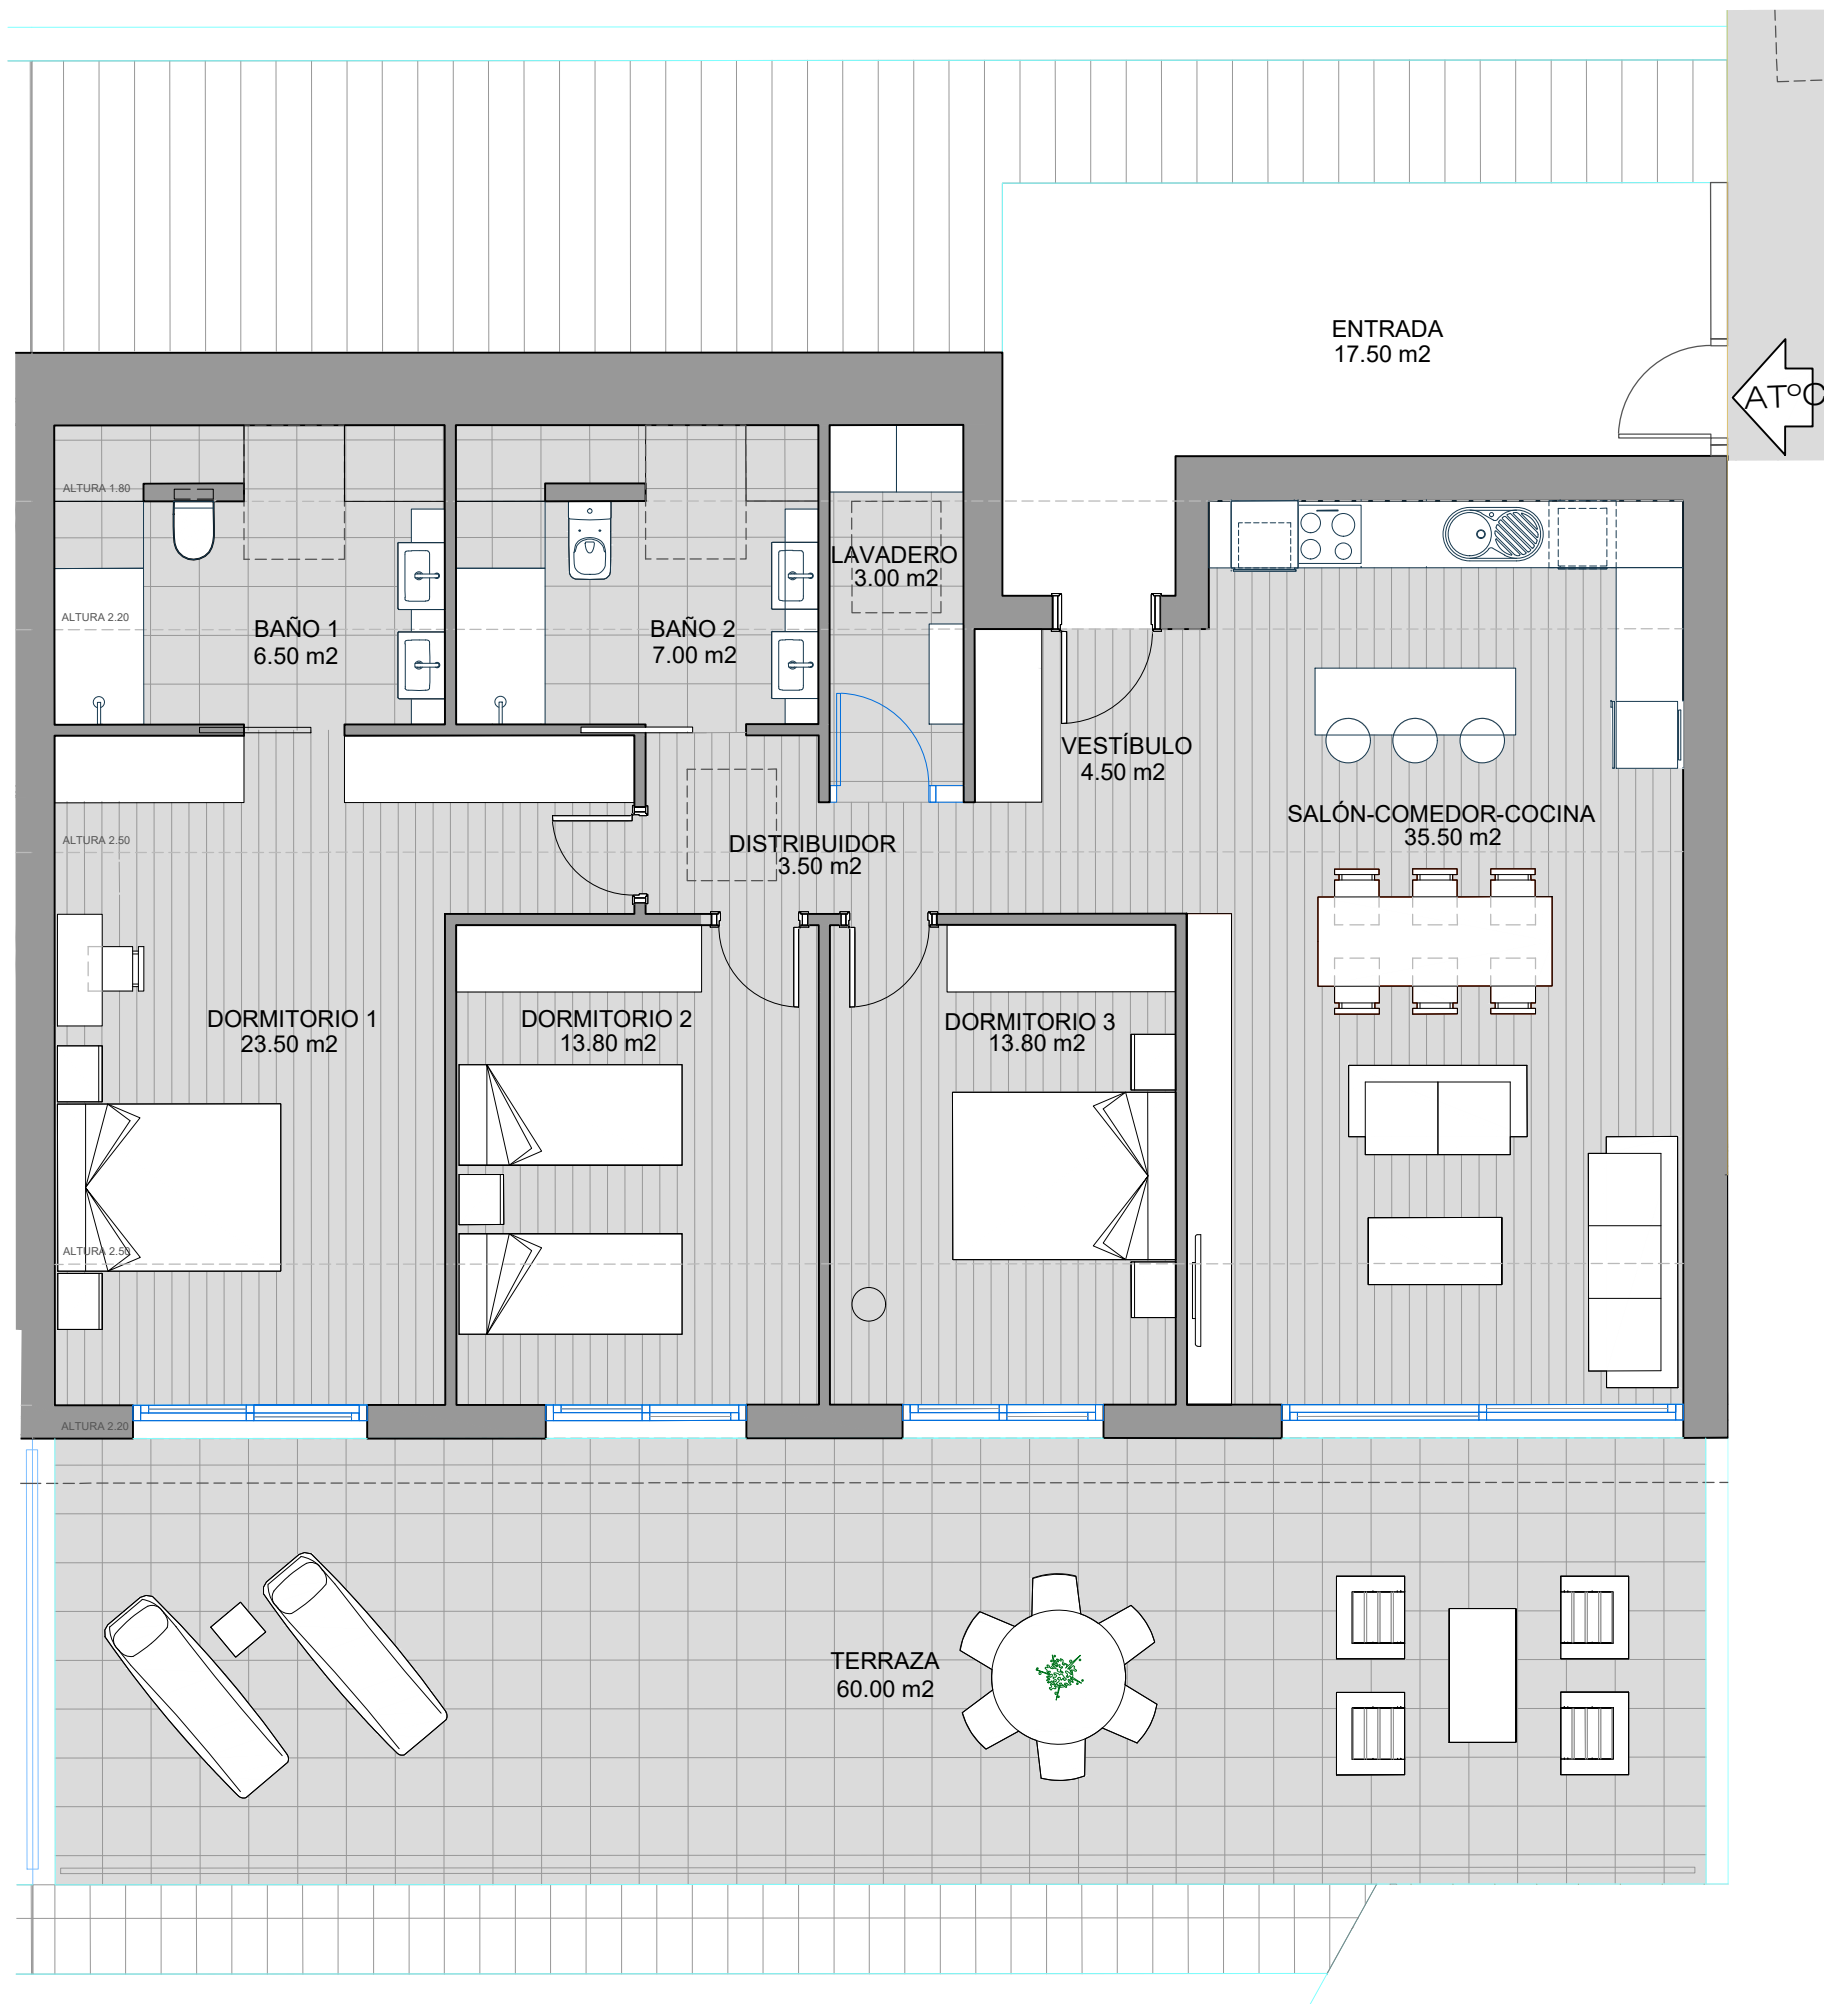 ENTRADA
17.50 m2
ATºC
ALTURA 1.80
LAVADERO
3.00 m2
ALTURA 2.20
BAÑO 1
6.50 m2
BAÑO 2
7.00 m2
VESTÍBULO
4.50 m2
SALÓN-COMEDOR-COCINA
35.50 m2
ALTURA 2.50
DISTRIBUIDOR
3.50 m2
DORMITORIO 1
23.50 m2
DORMITORIO 2
13.80 m2
DORMITORIO 3
13.80 m2
ALTURA 2.50
ALTURA 2.20
TERRAZA
60.00 m2